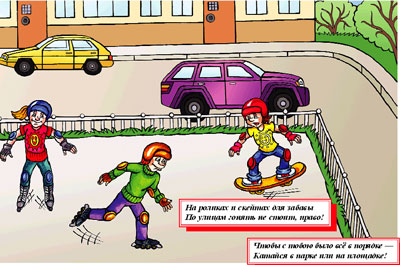 На роликах и скейтах для забавы
По улицам гонять не стоит, право!
Чтобы с тобою было всё в порядке —
Катайся в парке или на площадке!